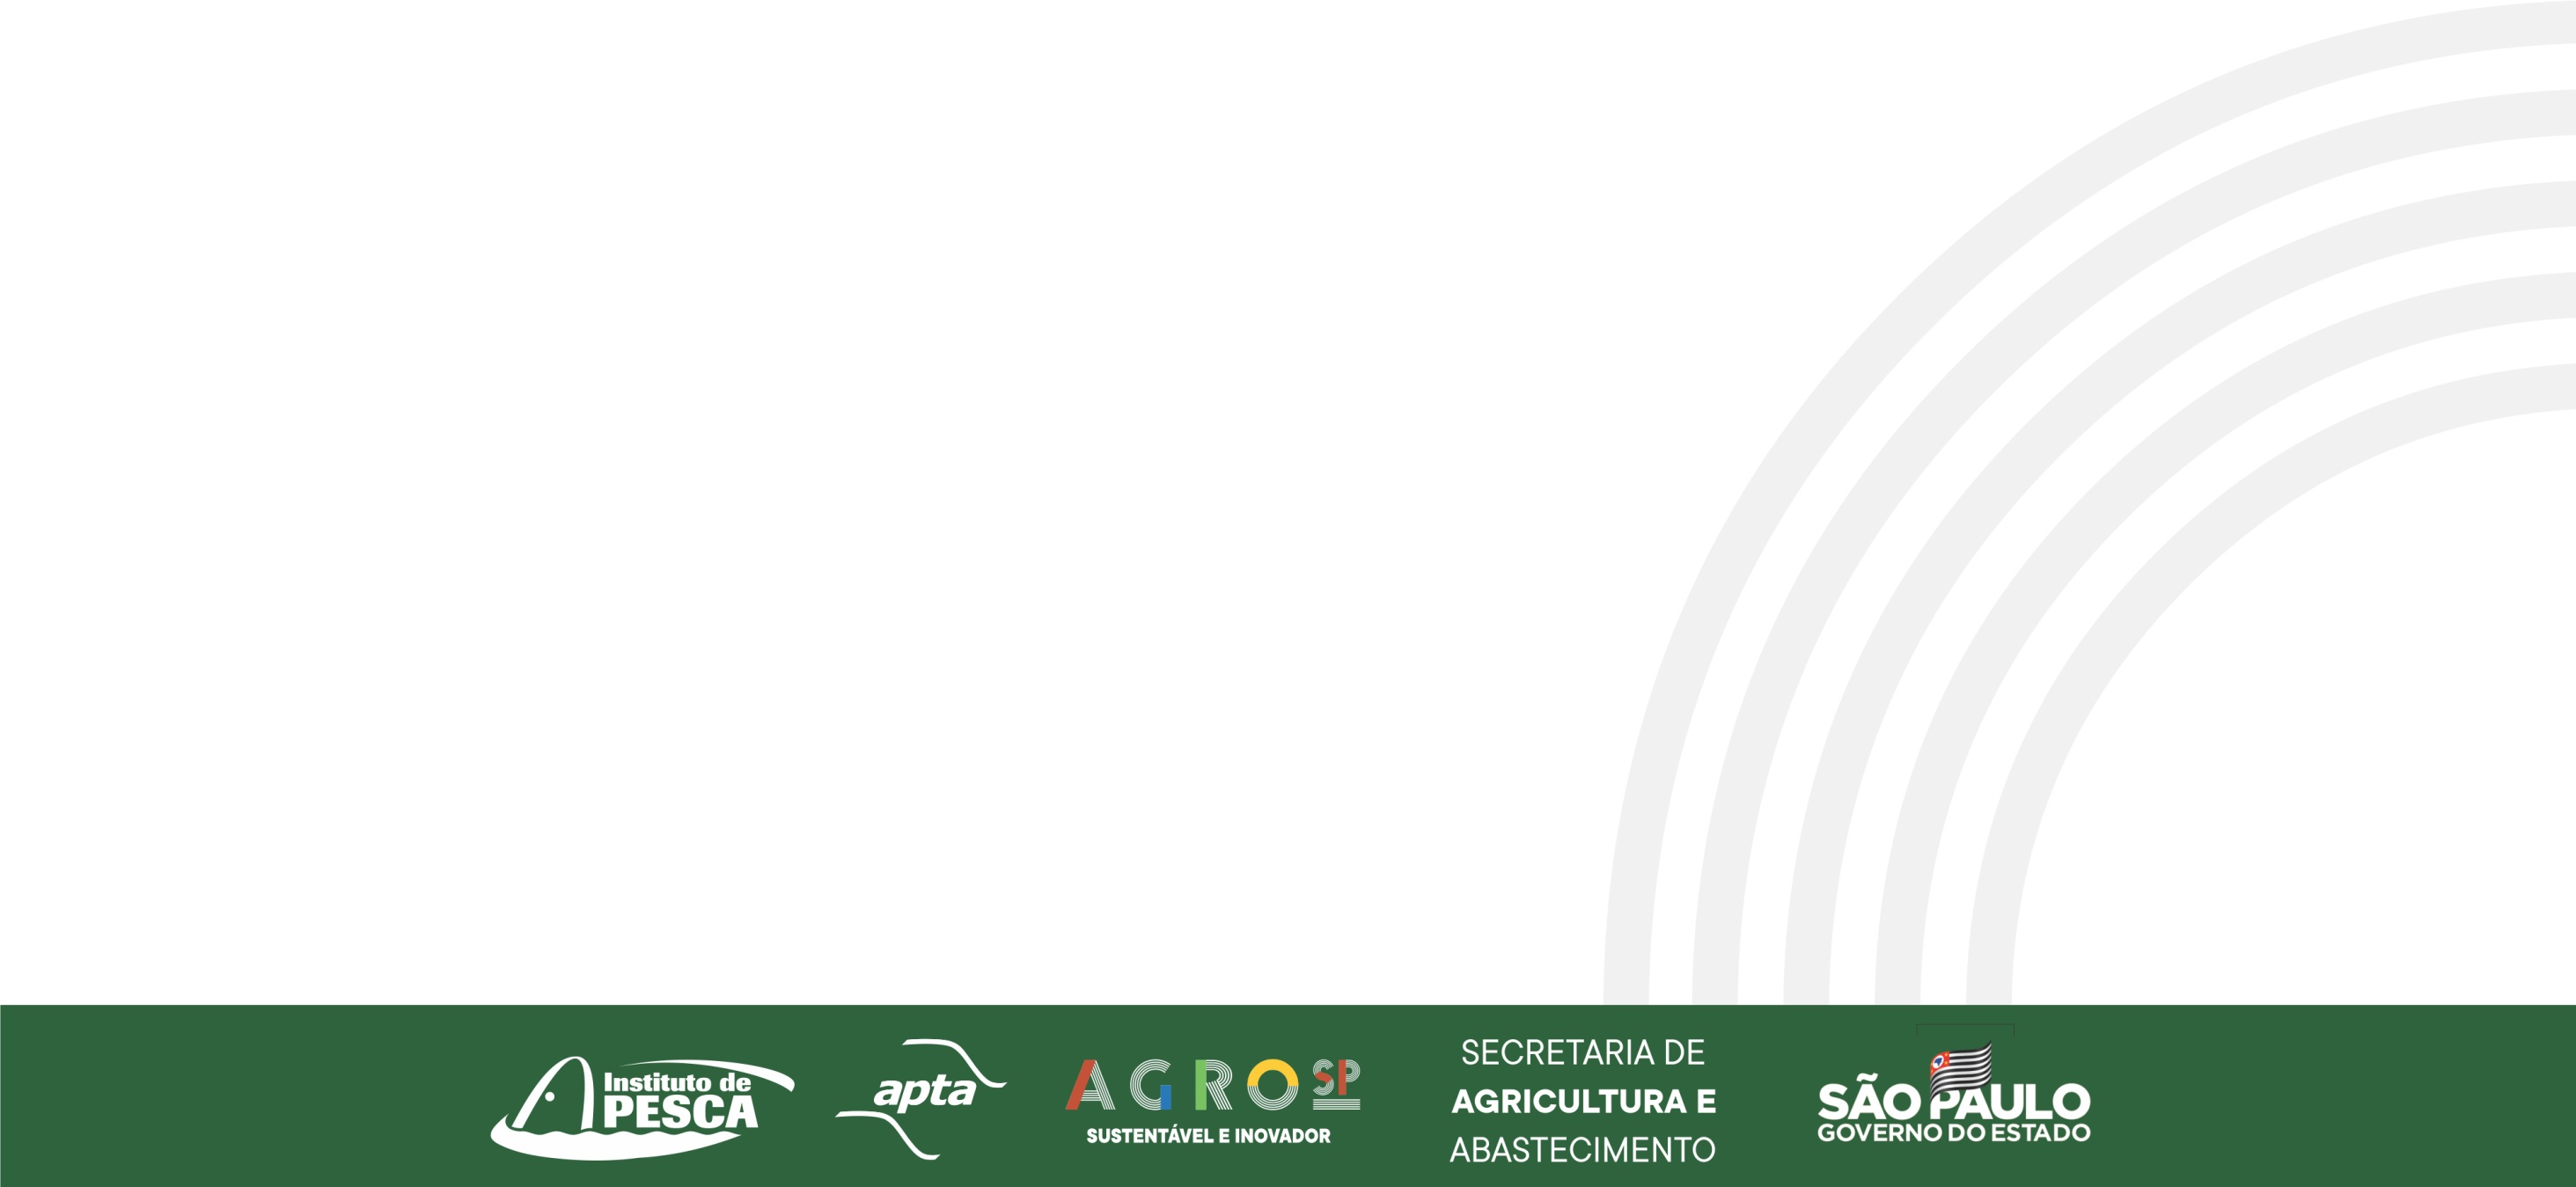 Instituto de
PESCA
apta
AGRO SP
SUSTENTÁVEL E INOVADOR
SECRETARIA DE
AGRICULTURA E
ABASTECIMENTO
SÃO PAULO
GOVERNO DO ESTADO